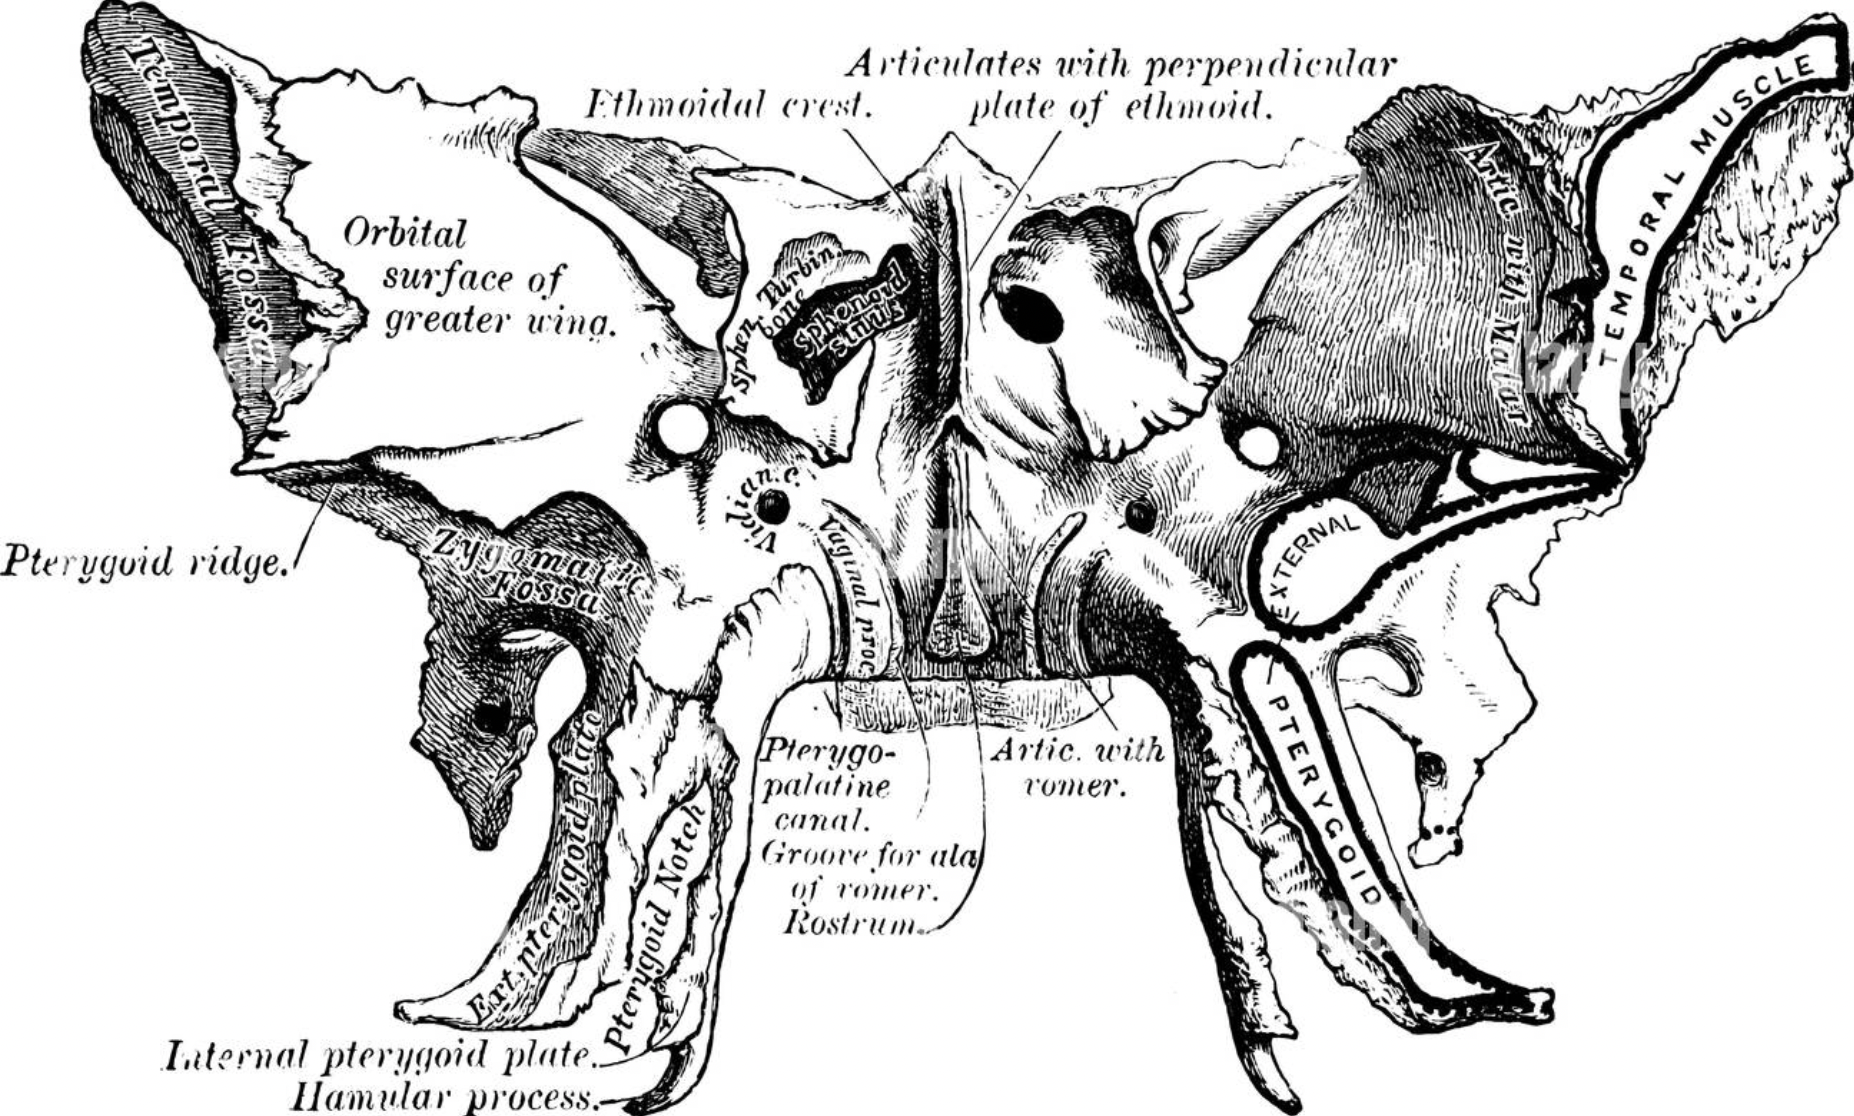 Articulates with perpendicular
plate of ethmoid.
Ethmoidal crest.
Temporal Fossa
Orbital
surface of
greater wing.
Sphen. Turbin.
bone
Sphenoid
sinus
Artic. with Malar
TEMPORAL MUSCLE
Pterygoid ridge.
Zygomatic
Fossa
Vidian. c.
Vaginal proc.
EXTERNAL
PTERYGOID
Pterygo-
palatine
canal.
Artic. with
vomer.
Groove for ala
of vomer.
Rostrum.
Ext. pterygoid plate
Pterygoid Notch
Internal pterygoid plate.
Hamular process.